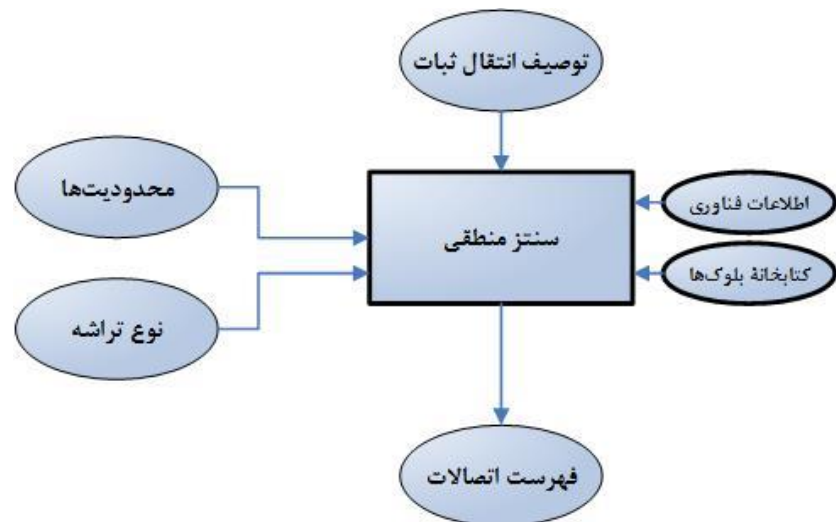 توصیف انتقال ثبات
محدودیت‌ها
اطلاعات فناوری
سنتز منطقی
کتابخانهٔ بلوک‌ها
نوع تراشه
فهرست اتصالات